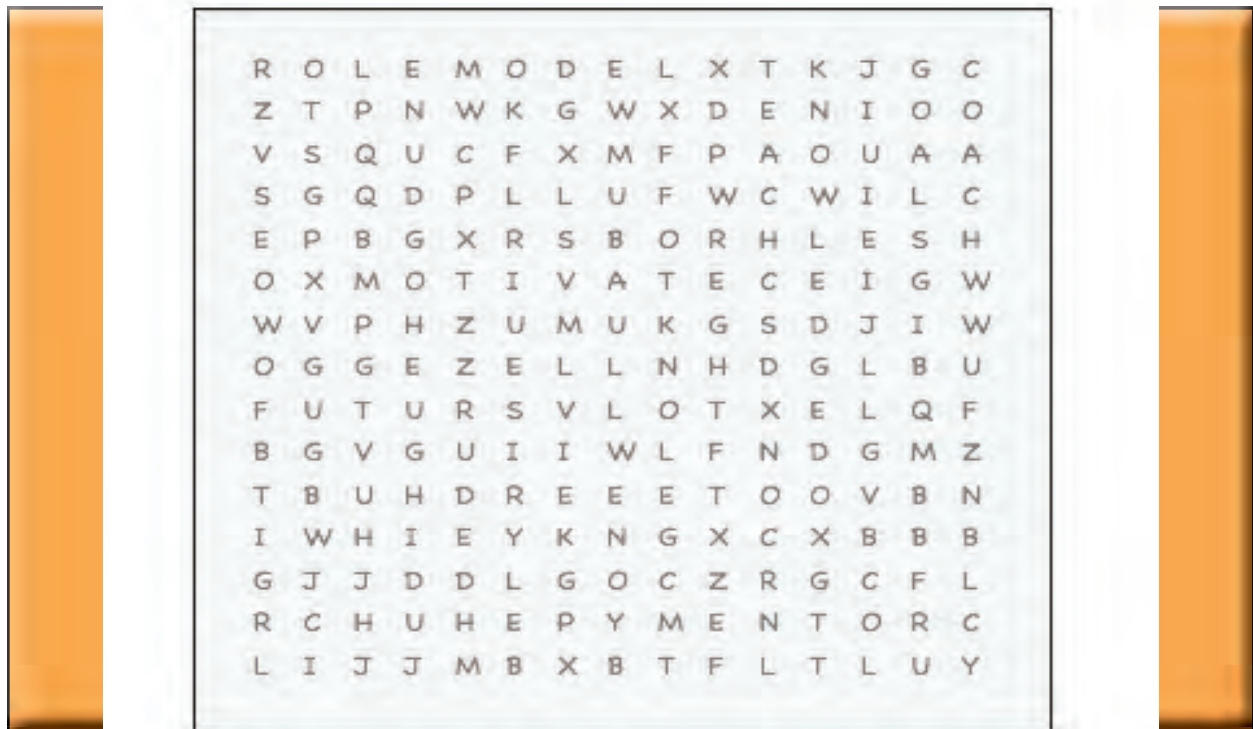 R O L E M O D E L X T K J G C
Z T P N W K G W X D E N I O O
V S Q U C F X M F P A O U A A
S G Q D P L L U F W C W I L C
E P B G X R S B O R H L E S H
O X M O T I V A T E C E I G W
W V P H Z U M U K G S D J I W
O G G E Z E L L N H D G L B U
F U T U R S V L O T X E L Q F
B G V G U I I W L F N D G M Z
T B U H D R E E E T O O V B N
I W H I E Y K N G X C X B B B
G J J D D L G O C Z R G C F L
R C H U H E P Y M E N T O R C
L I J J M B X B T F L T L U Y